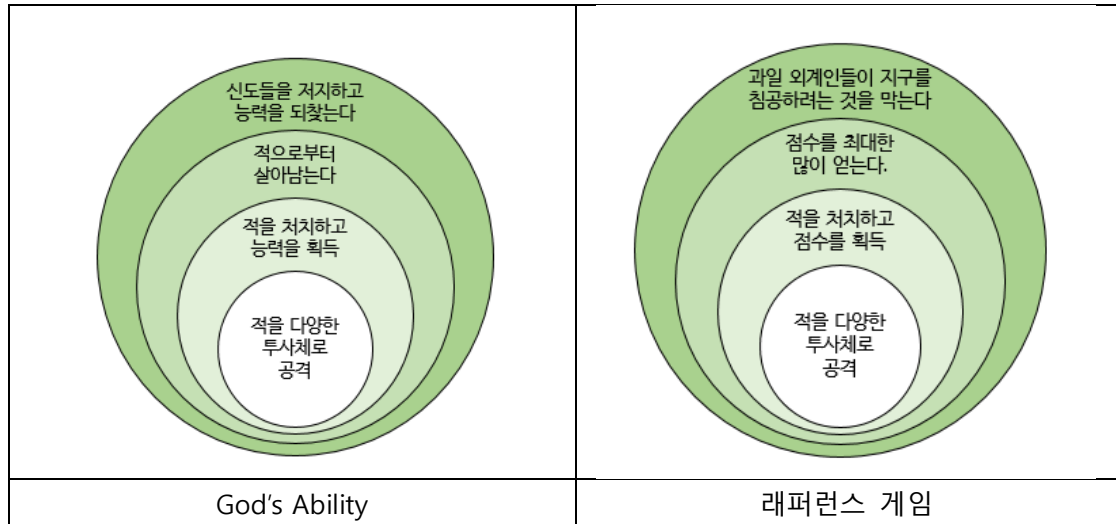 신도들을 저지하고
능력을 되찾는다
적으로부터
살아남는다
적을 처치하고
능력을 획득
적을 다양한
투사체로
공격
과일 외계인들이 지구를
침공하려는 것을 막는다
점수를 최대한
많이 얻는다.
적을 처치하고
점수를 획득
적을 다양한
투사체로
공격
God's Ability
래퍼런스 게임